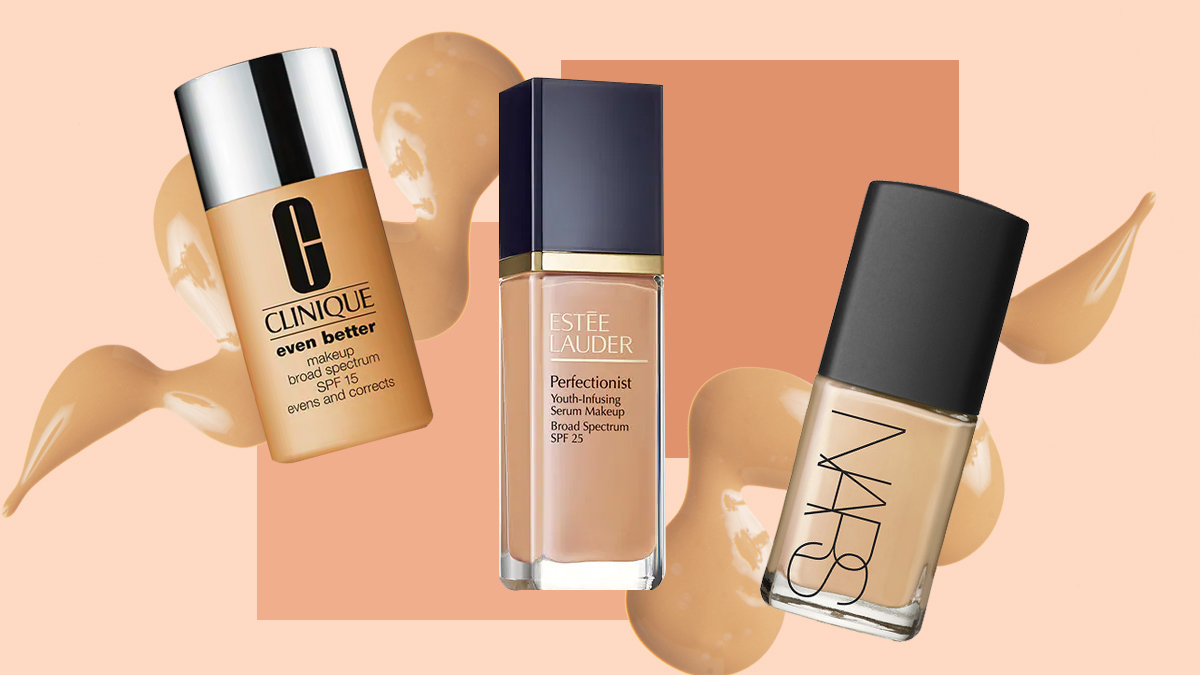 CLINIQUE
even better
makeup
broad spectrum
SPF 15
evens and corrects
ESTĒE
LAUDER
Perfectionist
Youth-Infusing
Serum Makeup
Broad Spectrum
SPF 25
NARS